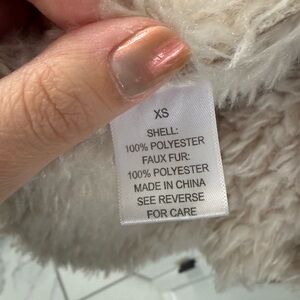 XS
SHELL:
100% POLYESTER
FAUX FUR:
100% POLYESTER
MADE IN CHINA
SEE REVERSE
FOR CARE